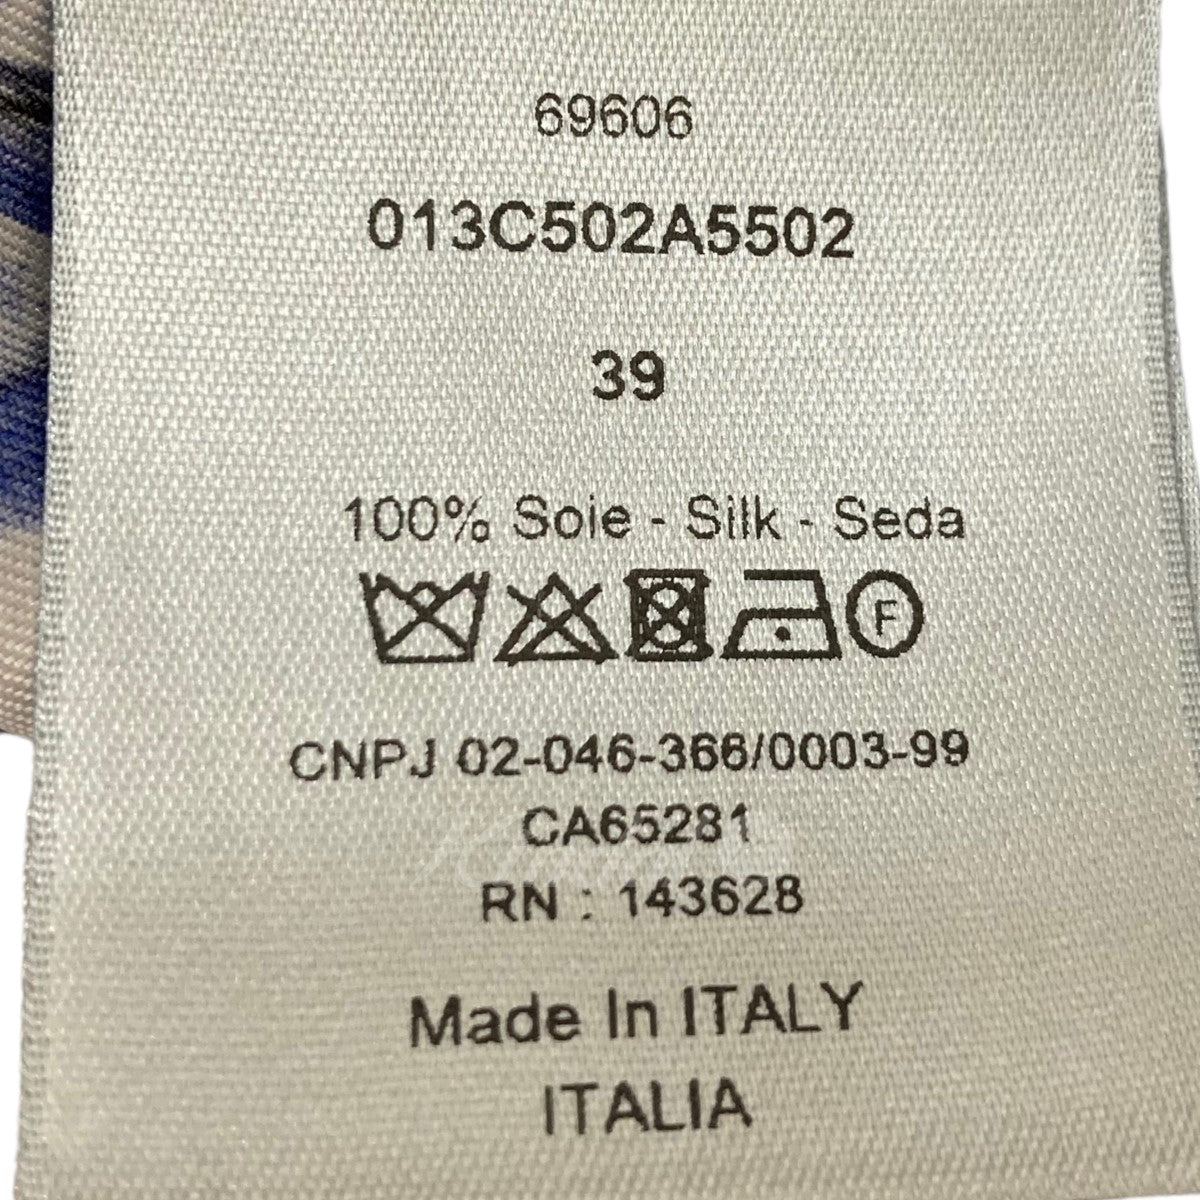 69606
013C502A5502
39
100% Soie - Silk - Seda
F
CNPJ 02-046-366/0003-99
CA65281
RN : 143628
Made In ITALY
ITALIA